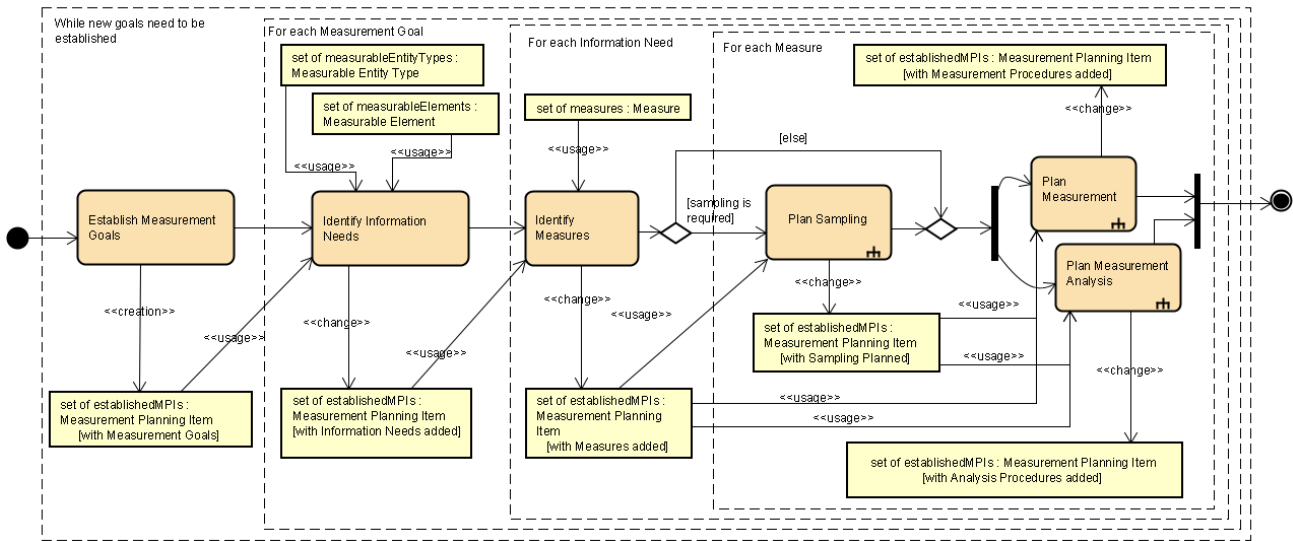 While new goals need to be
established
For each Measurement Goal
set of measurableEntityTypes :
Measurable Entity Type
set of measurableElements :
Measurable Element
<<usage>>
<<usage>>
For each Information Need
set of measures : Measure
<<usage>>
For each Measure
set of establishedMPIs : Measurement Planning Item
[with Measurement Procedures added]
<<change>>
[else]
[sampling is
required]
Establish Measurement
Goals
Identify Information
Needs
Identify
Measures
Plan Sampling
Plan
Measurement
Plan Measurement
Analysis
<<creation>>
<<usage>>
<<change>>
<<usage>>
<<change>>
<<usage>>
<<change>>
<<usage>>
<<usage>>
<<change>>
set of establishedMPIs :
Measurement Planning Item
[with Sampling Planned]
set of establishedMPIs :
Measurement Planning Item
[with Measurement Goals]
set of establishedMPIs :
Measurement Planning Item
[with Information Needs added]
set of establishedMPIs :
Measurement Planning
Item
[with Measures added]
<<usage>>
<<usage>>
set of establishedMPIs : Measurement Planning Item
[with Analysis Procedures added]